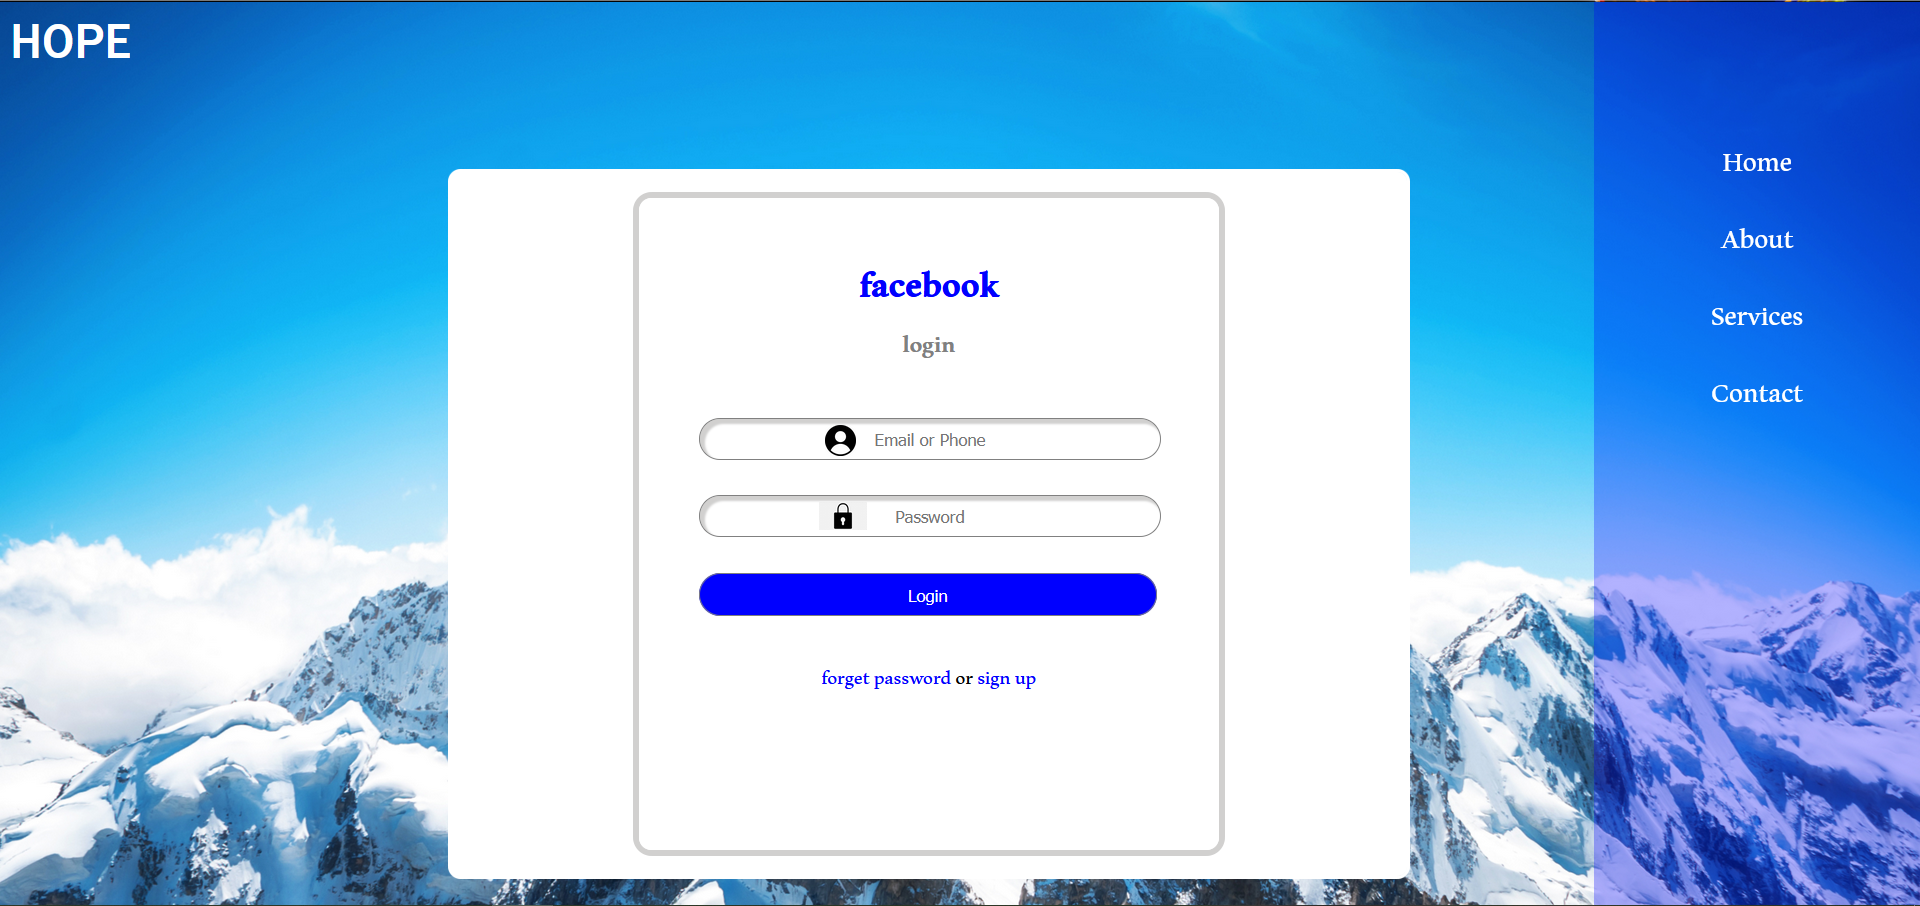 HOPE
Home
About
Services
Contact
facebook
login
Email or Phone
Password
Login
forget password or sign up